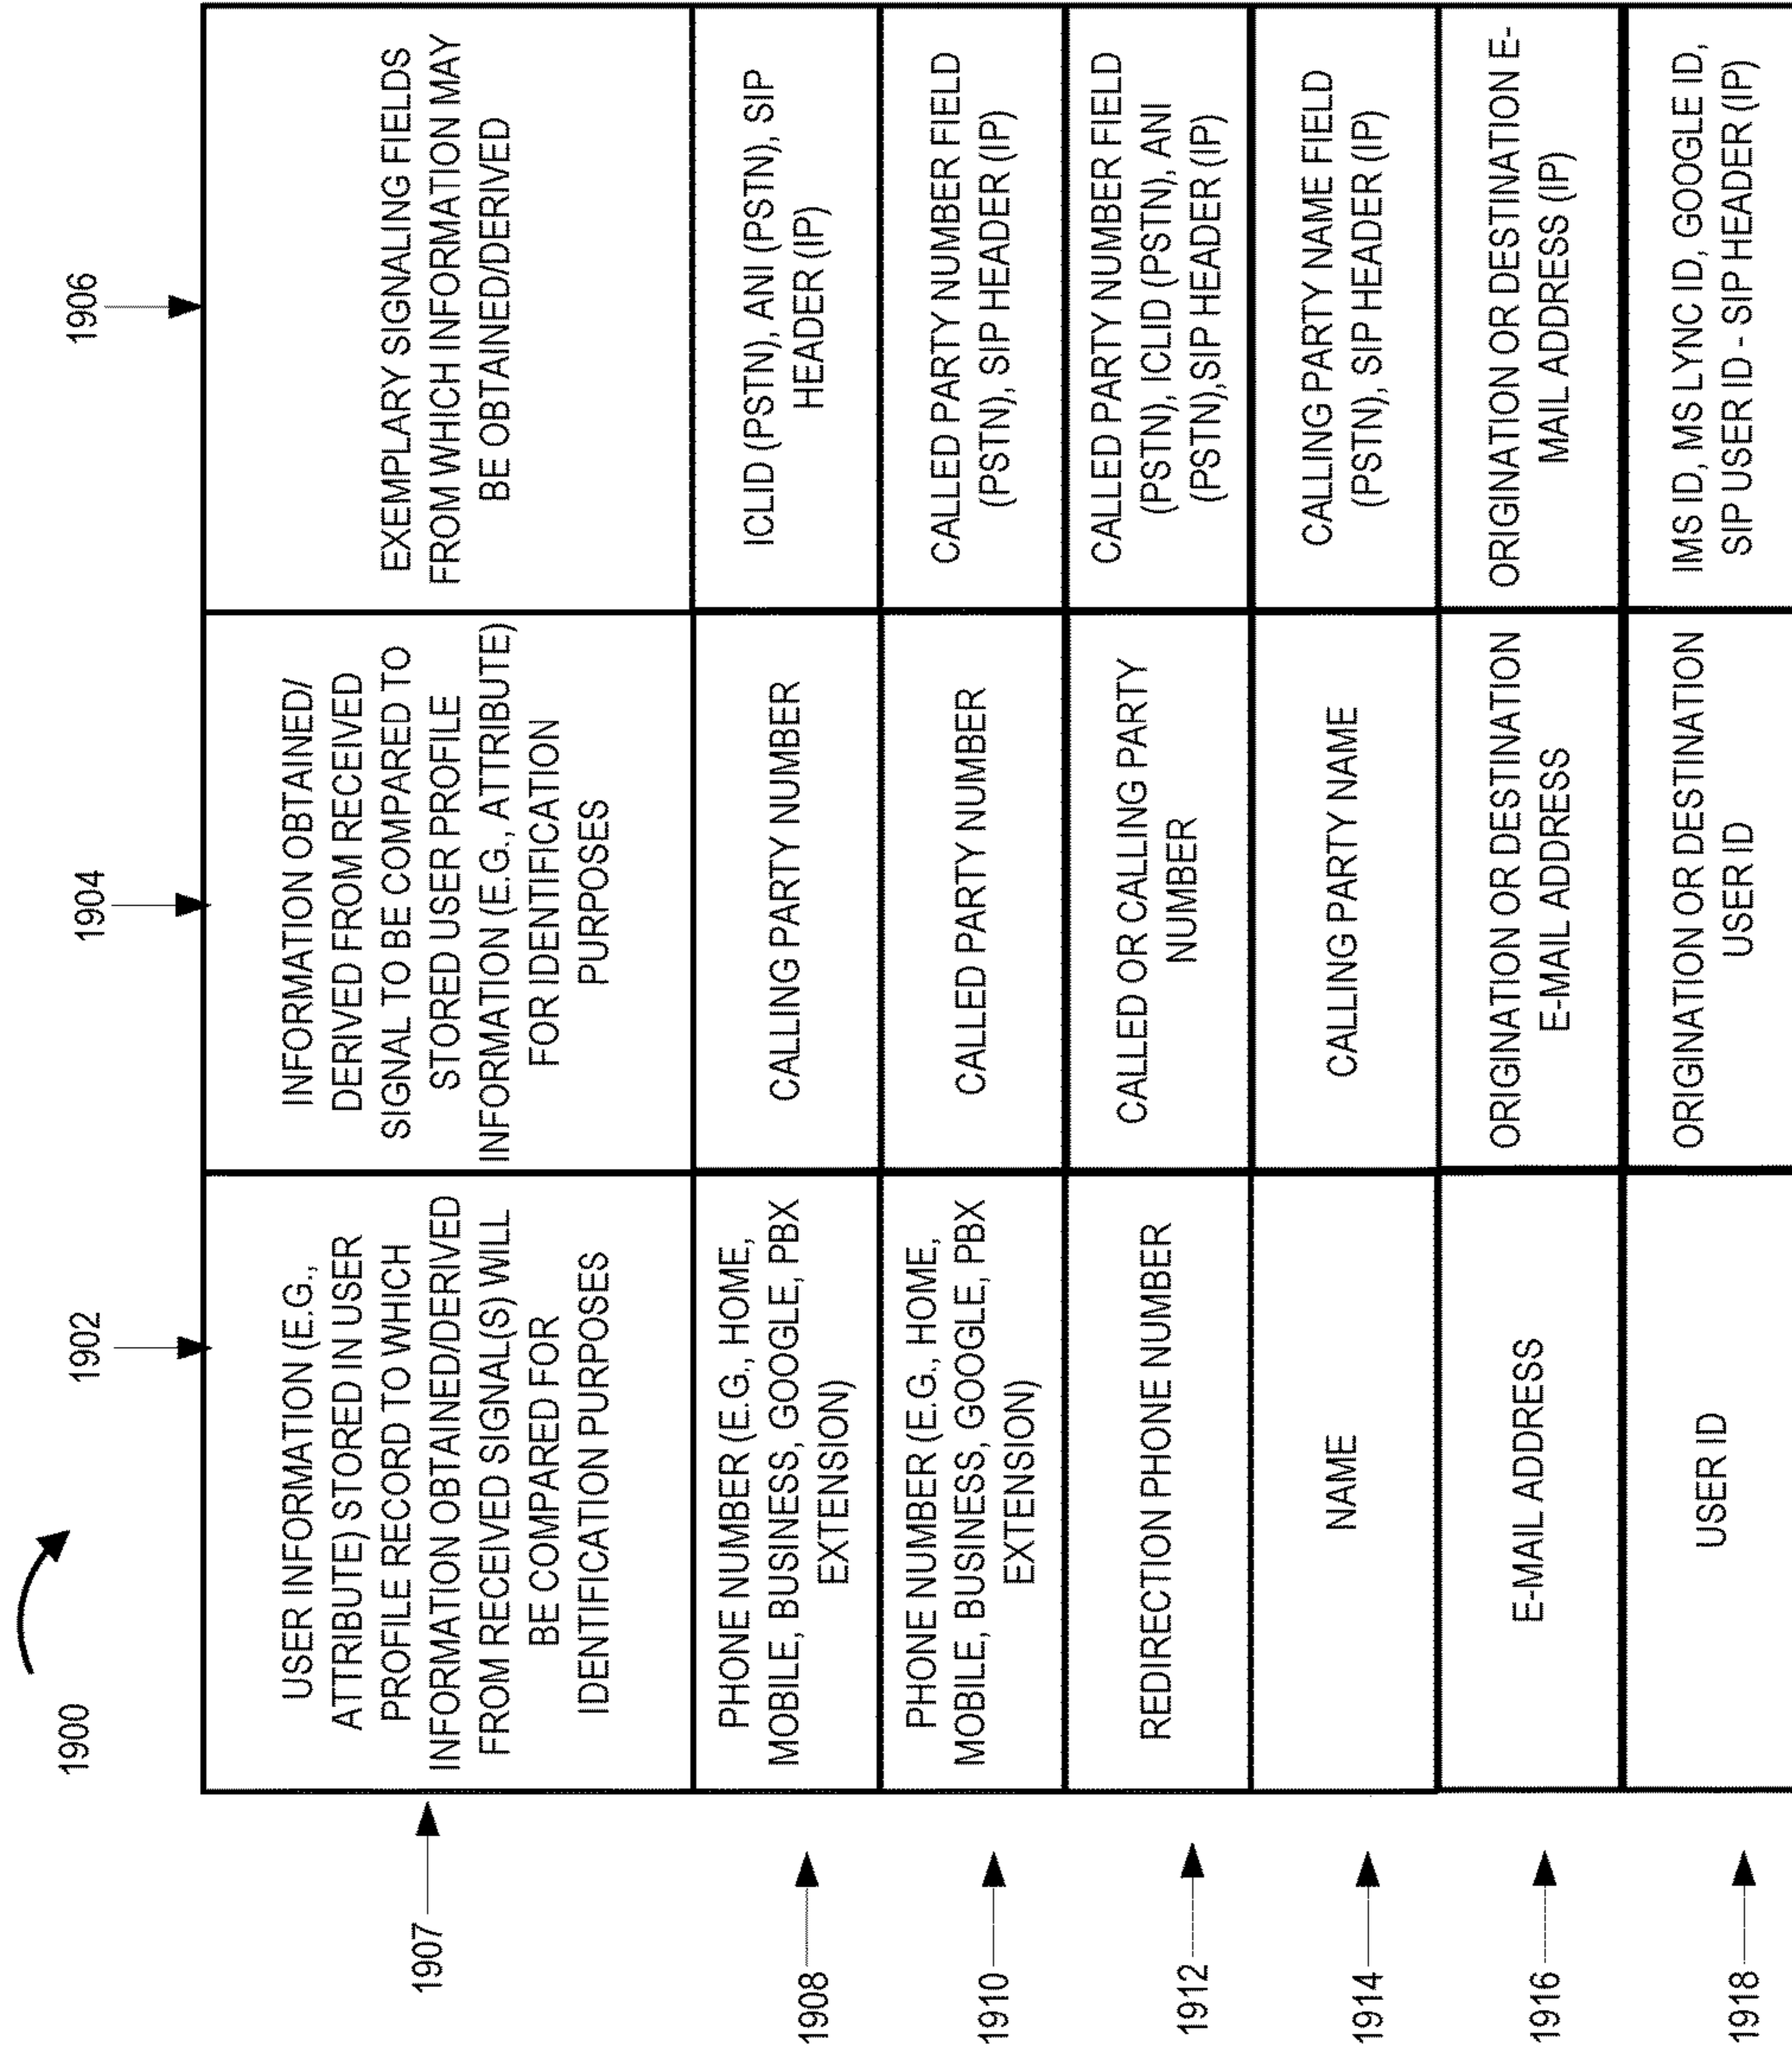 1900
1902
1904
1906
1907
USER INFORMATION (E.G.,
ATTRIBUTE) STORED IN USER
PROFILE RECORD TO WHICH
INFORMATION OBTAINED/DERIVED
FROM RECEIVED SIGNAL(S) WILL
BE COMPARED FOR
IDENTIFICATION PURPOSES
INFORMATION OBTAINED/
DERIVED FROM RECEIVED
SIGNAL TO BE COMPARED TO
STORED USER PROFILE
INFORMATION (E.G., ATTRIBUTE)
FOR IDENTIFICATION
PURPOSES
EXEMPLARY SIGNALING FIELDS
FROM WHICH INFORMATION MAY
BE OBTAINED/DERIVED
1908
PHONE NUMBER (E.G., HOME,
MOBILE, BUSINESS, GOOGLE, PBX
EXTENSION)
CALLING PARTY NUMBER
ICLID (PSTN), ANI (PSTN), SIP
HEADER (IP)
1910
PHONE NUMBER (E.G., HOME,
MOBILE, BUSINESS, GOOGLE, PBX
EXTENSION)
CALLED PARTY NUMBER
CALLED PARTY NUMBER FIELD
(PSTN), SIP HEADER (IP)
1912
REDIRECTION PHONE NUMBER
CALLED OR CALLING PARTY
NUMBER
CALLED PARTY NUMBER FIELD
(PSTN), ICLID (PSTN), ANI
(PSTN),SIP HEADER (IP)
1914
NAME
CALLING PARTY NAME
CALLING PARTY NAME FIELD
(PSTN), SIP HEADER (IP)
1916
E-MAIL ADDRESS
ORIGINATION OR DESTINATION
E-MAIL ADDRESS
ORIGINATION OR DESTINATION E-
MAIL ADDRESS (IP)
1918
USER ID
ORIGINATION OR DESTINATION
USER ID
IMS ID, MS LYNC ID, GOOGLE ID,
SIP USER ID - SIP HEADER (IP)